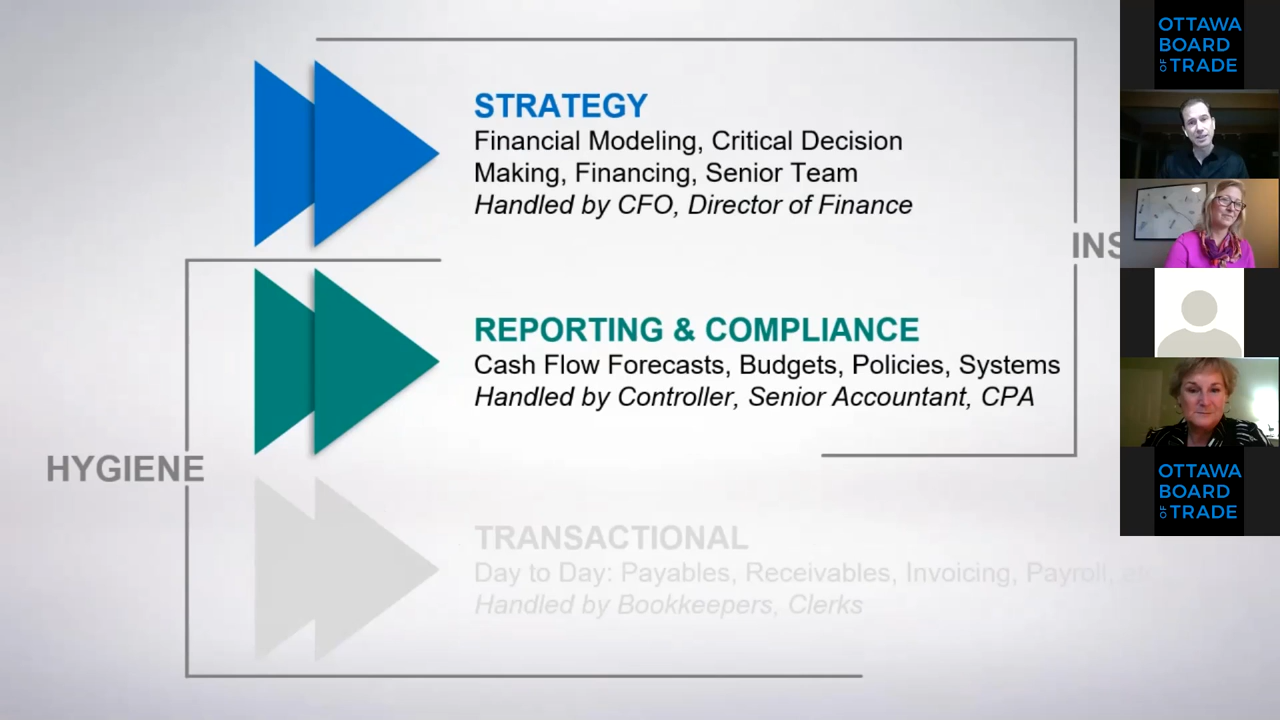 STRATEGY
Financial Modeling, Critical Decision
Making, Financing, Senior Team
Handled by CFO, Director of Finance
INS
REPORTING & COMPLIANCE
Cash Flow Forecasts, Budgets, Policies, Systems
Handled by Controller, Senior Accountant, CPA
HYGIENE
TRANSACTIONAL
Day to Day: Payables, Receivables, Invoicing, Payroll, etc
Handled by Bookkeepers, Clerks
OTTAWA
BOARD
OF TRADE
OTTAWA
BOARD
OF TRADE